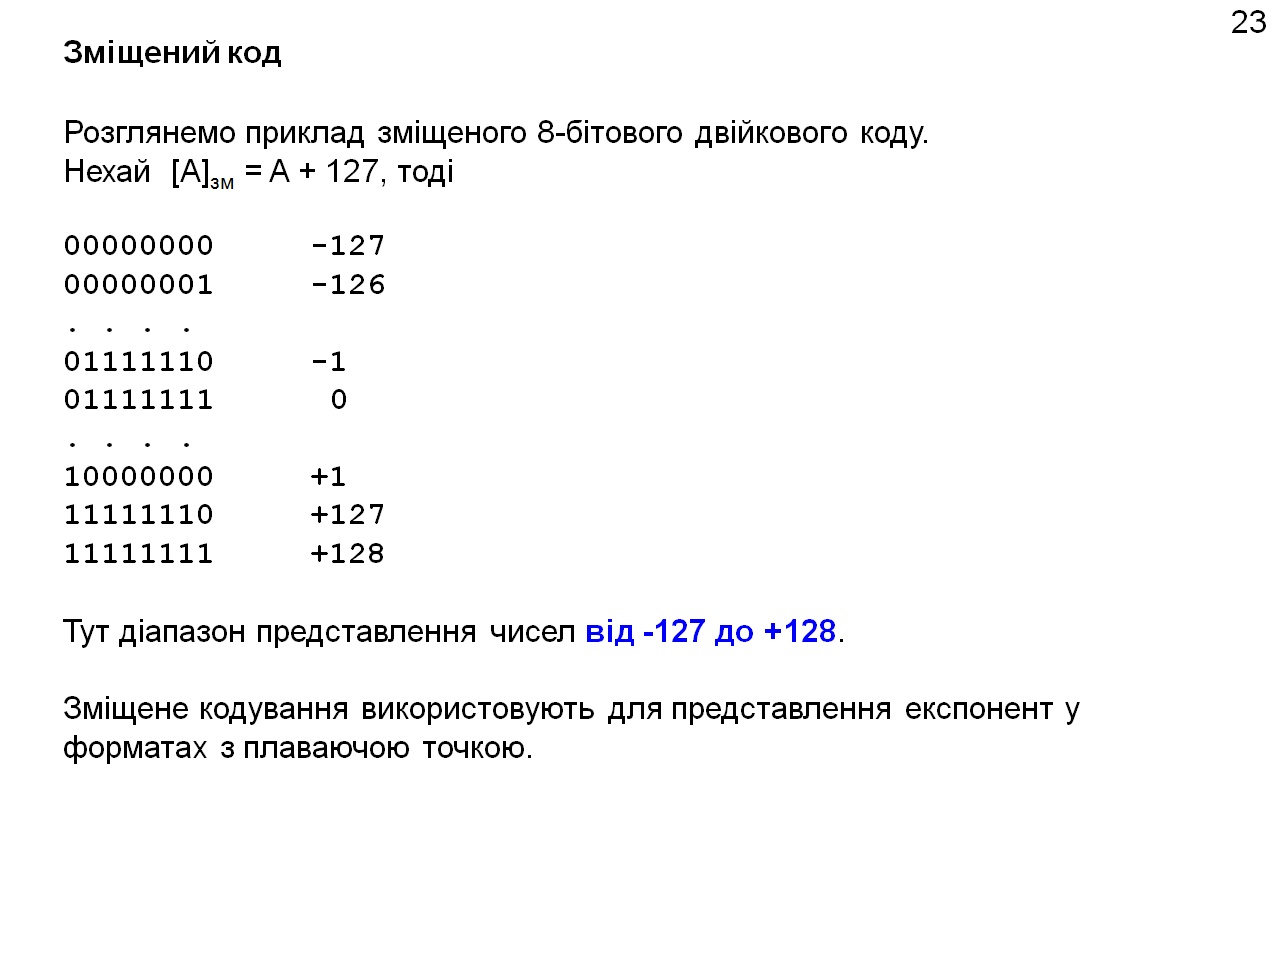 23
Зміщений код
Розглянемо приклад зміщеного 8-бітового двійкового коду.
Нехай [A]зм = A + 127, тоді
00000000 -127
00000001 -126
. . . .
01111110 -1
01111111 0
. . . .
10000000 +1
11111110 +127
11111111 +128
Тут діапазон представлення чисел від -127 до +128.
Зміщене кодування використовують для представлення експонент у
форматах з плаваючою точкою.